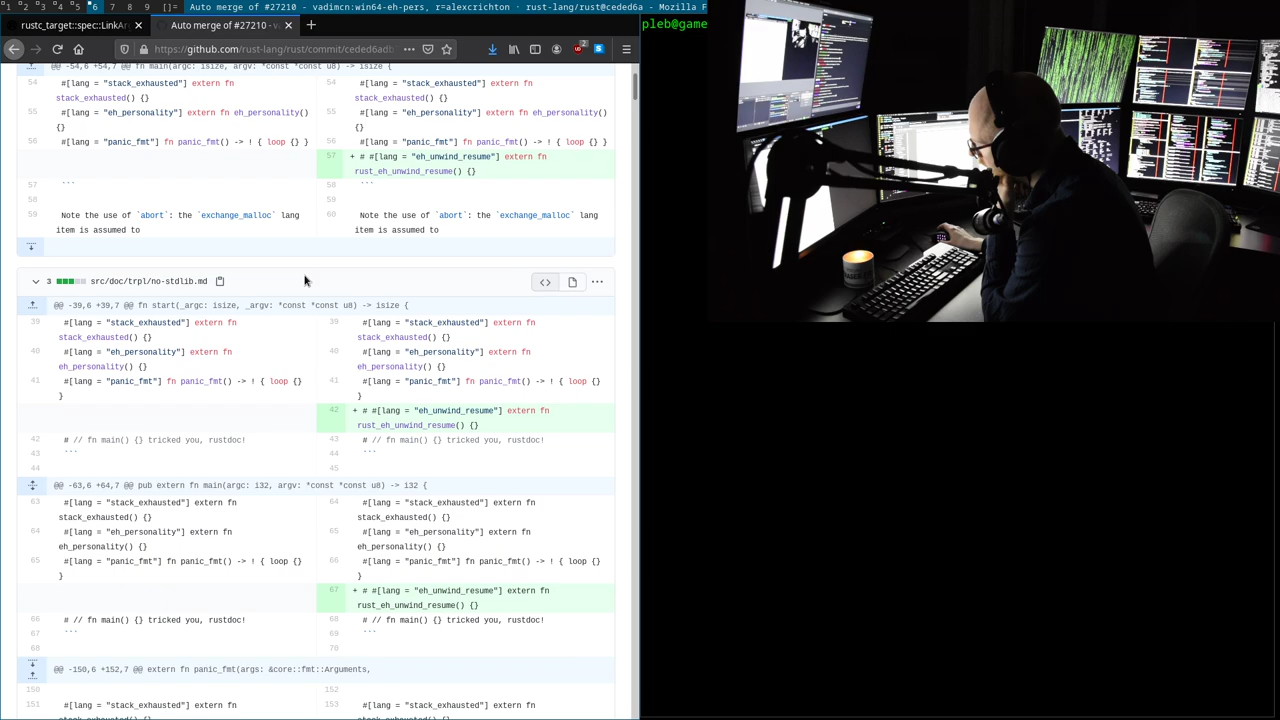 1 2 3 4 5 6 7 8 9 []= Auto merge of #27210 - vadimcn:win64-eh-pers, r=alexcrichton · rust-lang/rust@ceded6a - Mozilla F
rustc_target::spec::LinkAr
Auto merge of #27210 - va
https://github.com/rust-lang/rust/commit/ceded6adb
pleb@game
@@ -54,6 +54,7 @@ fn main(argc: isize, argv: *const *const u8) -> isize {
54 #[lang = "stack_exhausted"] extern fn 54 #[lang = "stack_exhausted"] extern fn
stack_exhausted() {} stack_exhausted() {}
55 #[lang = "eh_personality"] extern fn eh_personality() 55 #[lang = "eh_personality"] extern fn eh_personality()
{} {}
56 #[lang = "panic_fmt"] fn panic_fmt() -> ! { loop {} } 56 #[lang = "panic_fmt"] fn panic_fmt() -> ! { loop {} }
57 + # #[lang = "eh_unwind_resume"] extern fn
rust_eh_unwind_resume() {}
57 ``` 58 ```
58 59
59 Note the use of `abort`: the `exchange_malloc` lang 60 Note the use of `abort`: the `exchange_malloc` lang
item is assumed to item is assumed to
3 src/doc/trpl/no-stdlib.md
@@ -39,6 +39,7 @@ fn start(_argc: isize, _argv: *const *const u8) -> isize {
39 #[lang = "stack_exhausted"] extern fn 39 #[lang = "stack_exhausted"] extern fn
stack_exhausted() {} stack_exhausted() {}
40 #[lang = "eh_personality"] extern fn 40 #[lang = "eh_personality"] extern fn
eh_personality() {} eh_personality() {}
41 #[lang = "panic_fmt"] fn panic_fmt() -> ! { loop {} 41 #[lang = "panic_fmt"] fn panic_fmt() -> ! { loop {}
} }
42 + # #[lang = "eh_unwind_resume"] extern fn
rust_eh_unwind_resume() {}
42 # // fn main() {} tricked you, rustdoc! 43 # // fn main() {} tricked you, rustdoc!
43 ``` 44 ```
44 45
@@ -63,6 +64,7 @@ pub extern fn main(argc: i32, argv: *const *const u8) -> i32 {
63 #[lang = "stack_exhausted"] extern fn 64 #[lang = "stack_exhausted"] extern fn
stack_exhausted() {} stack_exhausted() {}
64 #[lang = "eh_personality"] extern fn 65 #[lang = "eh_personality"] extern fn
eh_personality() {} eh_personality() {}
65 #[lang = "panic_fmt"] fn panic_fmt() -> ! { loop {} 66 #[lang = "panic_fmt"] fn panic_fmt() -> ! { loop {}
} }
67 + # #[lang = "eh_unwind_resume"] extern fn
rust_eh_unwind_resume() {}
66 # // fn main() {} tricked you, rustdoc! 68 # // fn main() {} tricked you, rustdoc!
67 ``` 69 ```
68 70
@@ -150,6 +152,7 @@ extern fn panic_fmt(args: &core::fmt::Arguments,
150 152
151 #[lang = "stack_exhausted"] extern fn 153 #[lang = "stack_exhausted"] extern fn
stack_exhausted() {} stack_exhausted() {}